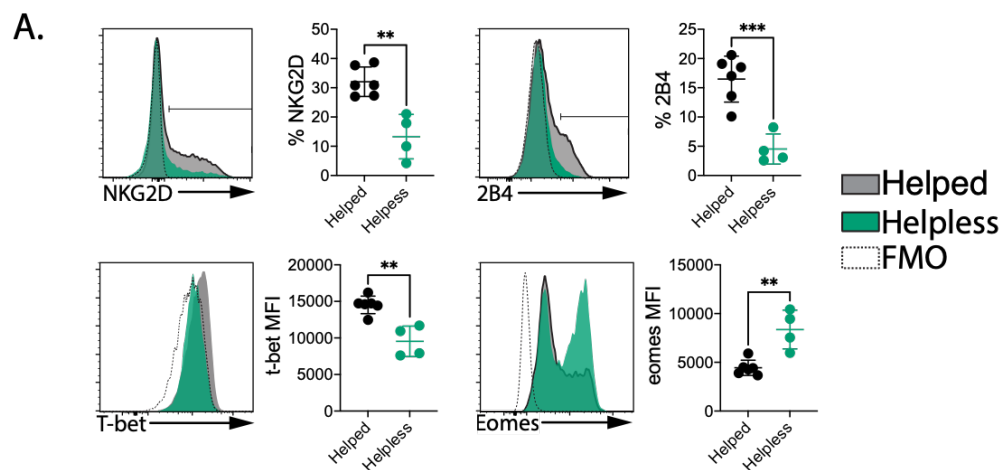 A.
NKG2D
% NKG2D
50
40
30
20
10
0
**
Helped
Helpess
2B4
% 2B4
25
20
15
10
5
0
***
Helped
Helpess
Helped
Helpless
FMO
T-bet
t-bet MFI
20000
15000
10000
5000
0
**
Helped
Helpless
Eomes
eomes MFI
15000
10000
5000
0
**
Helped
Helpless